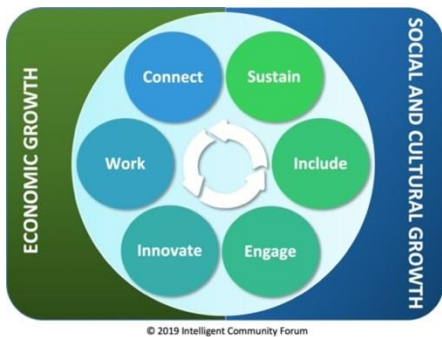 ECONOMIC GROWTH
SOCIAL AND CULTURAL GROWTH
Connect
Sustain
Work
Include
Innovate
Engage
© 2019 Intelligent Community Forum